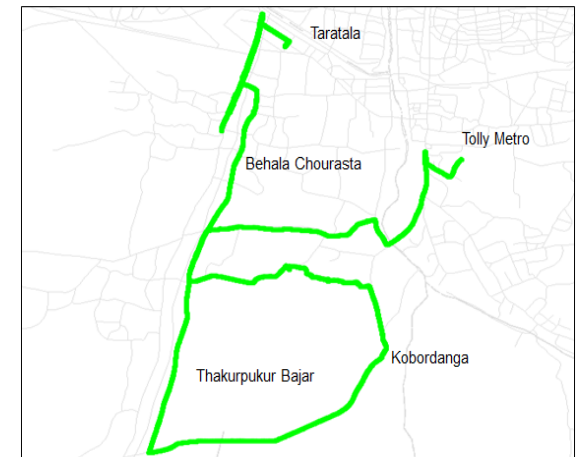 Taratala
Tolly Metro
Behala Chourasta
Kobordanga
Thakurpukur Bajar